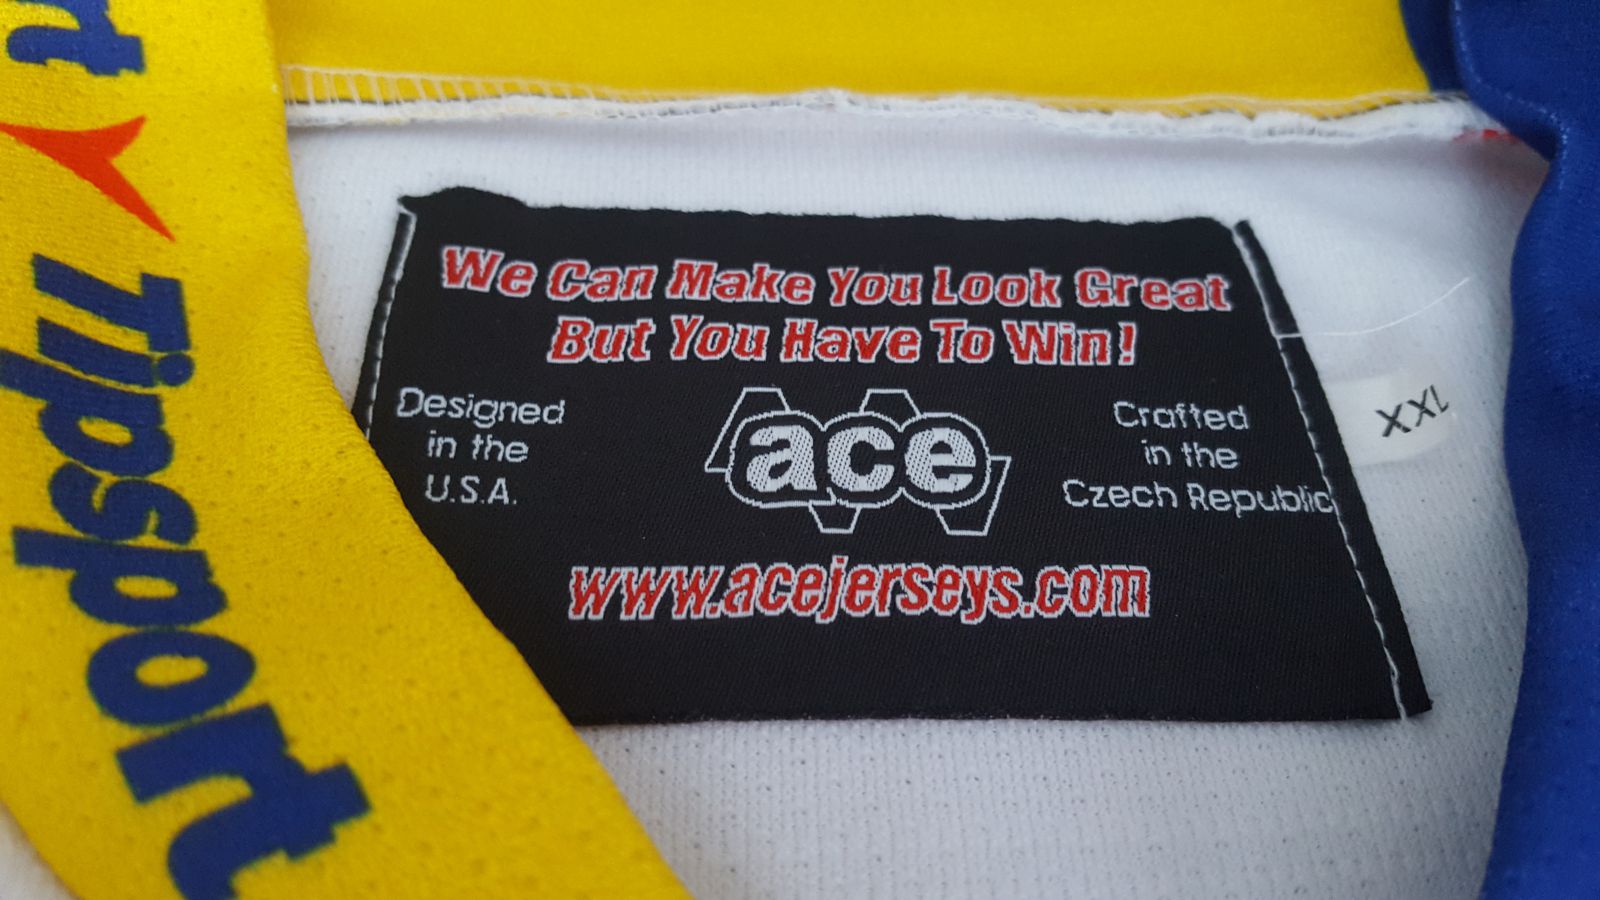 We Can Make You Look Great
But You Have To Win!
Designed
in the
U.S.A.
ace
Crafted
in the
Czech Republic
www.acejerseys.com
XXL
rt
Tipsport